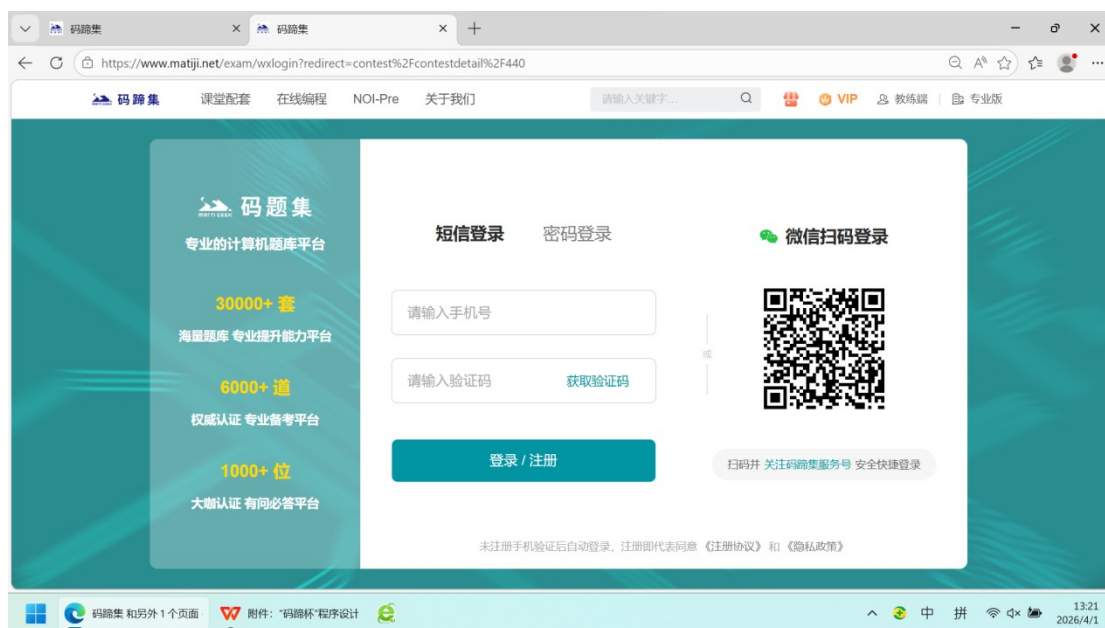 码蹄集
码蹄集
https://www.matiji.net/exam/wxlogin?redirect=contest%2Fcontestdetail%2F440
码蹄集 课堂配套 在线编程 NOI-Pre 关于我们 请输入关键字... VIP 教练端 专业版
码题集
专业的计算机题库平台
30000+ 套
海量题库 专业提升能力平台
6000+ 道
权威认证 专业备考平台
1000+ 位
大咖认证 有问必答平台
短信登录 密码登录
请输入手机号
请输入验证码 获取验证码
登录 / 注册
未注册手机验证后自动登录，注册即代表同意《注册协议》和《隐私政策》
或
微信扫码登录
扫码并 关注码蹄集服务号 安全快捷登录
码蹄集 和另外 1 个页面
附件：“码蹄杯”程序设计
中 拼
13:21
2026/4/1